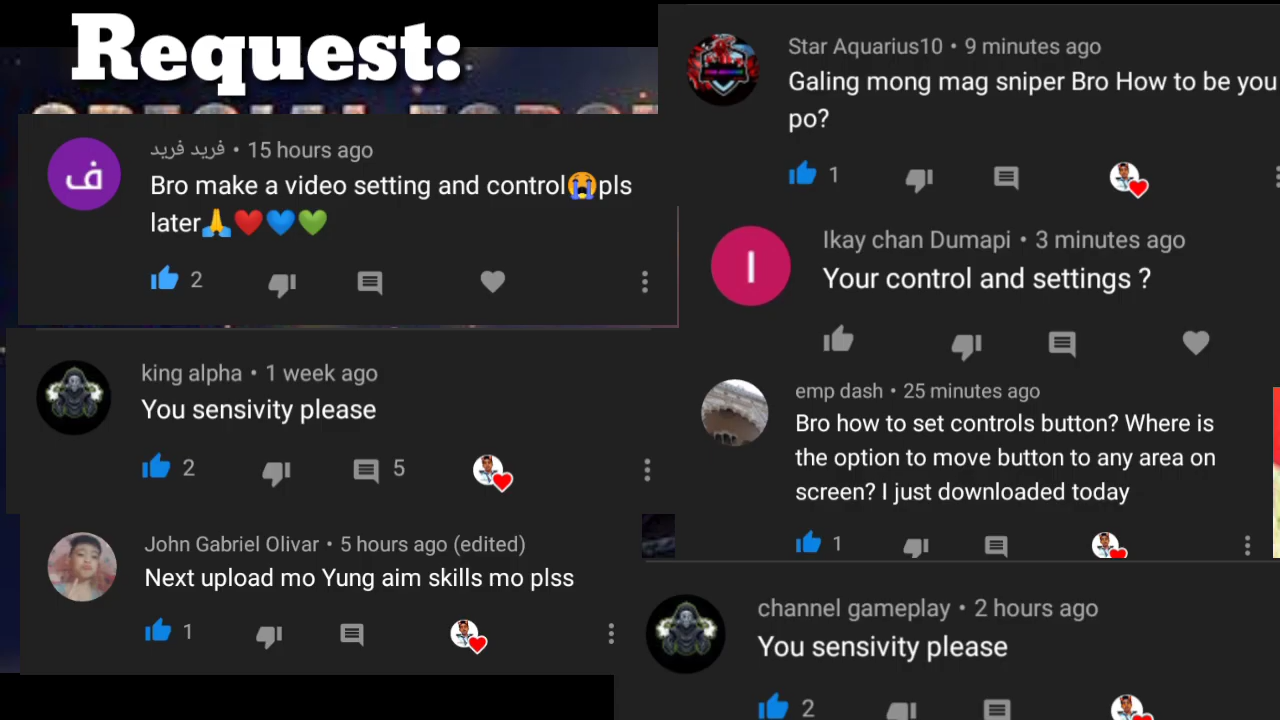 Request:
فريد فريد • 15 hours ago
Bro make a video setting and control😭pls
later🙏❤️💙💚
2
king alpha • 1 week ago
You sensivity please
2 5
John Gabriel Olivar • 5 hours ago (edited)
Next upload mo Yung aim skills mo plss
1
Star Aquarius10 • 9 minutes ago
Galing mong mag sniper Bro How to be you
po?
1
Ikay chan Dumapi • 3 minutes ago
Your control and settings ?
emp dash • 25 minutes ago
Bro how to set controls button? Where is
the option to move button to any area on
screen? I just downloaded today
1
channel gameplay • 2 hours ago
You sensivity please
2